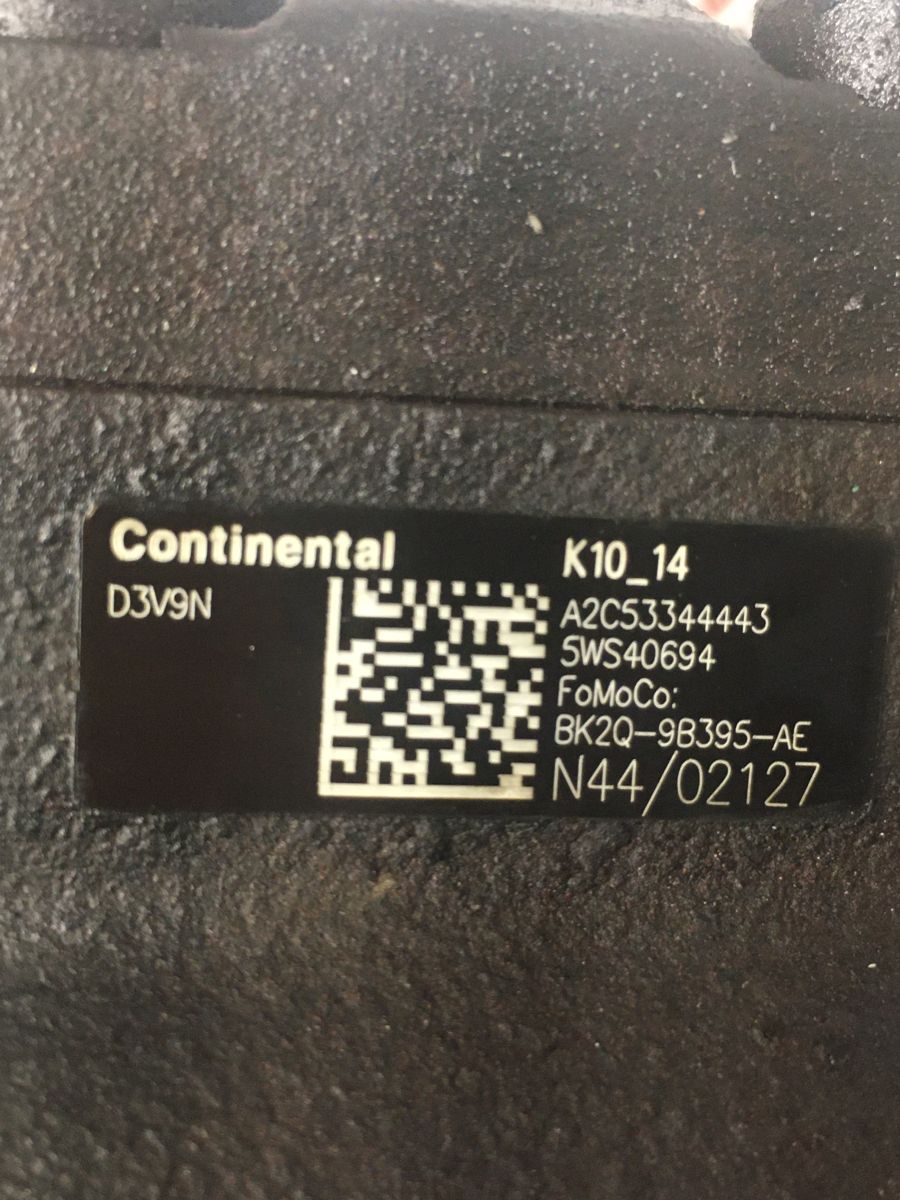 Continental
D3V9N
K10_14
A2C53344443
5WS40694
FoMoCo:
BK2Q-9B395-AE
N44/02127